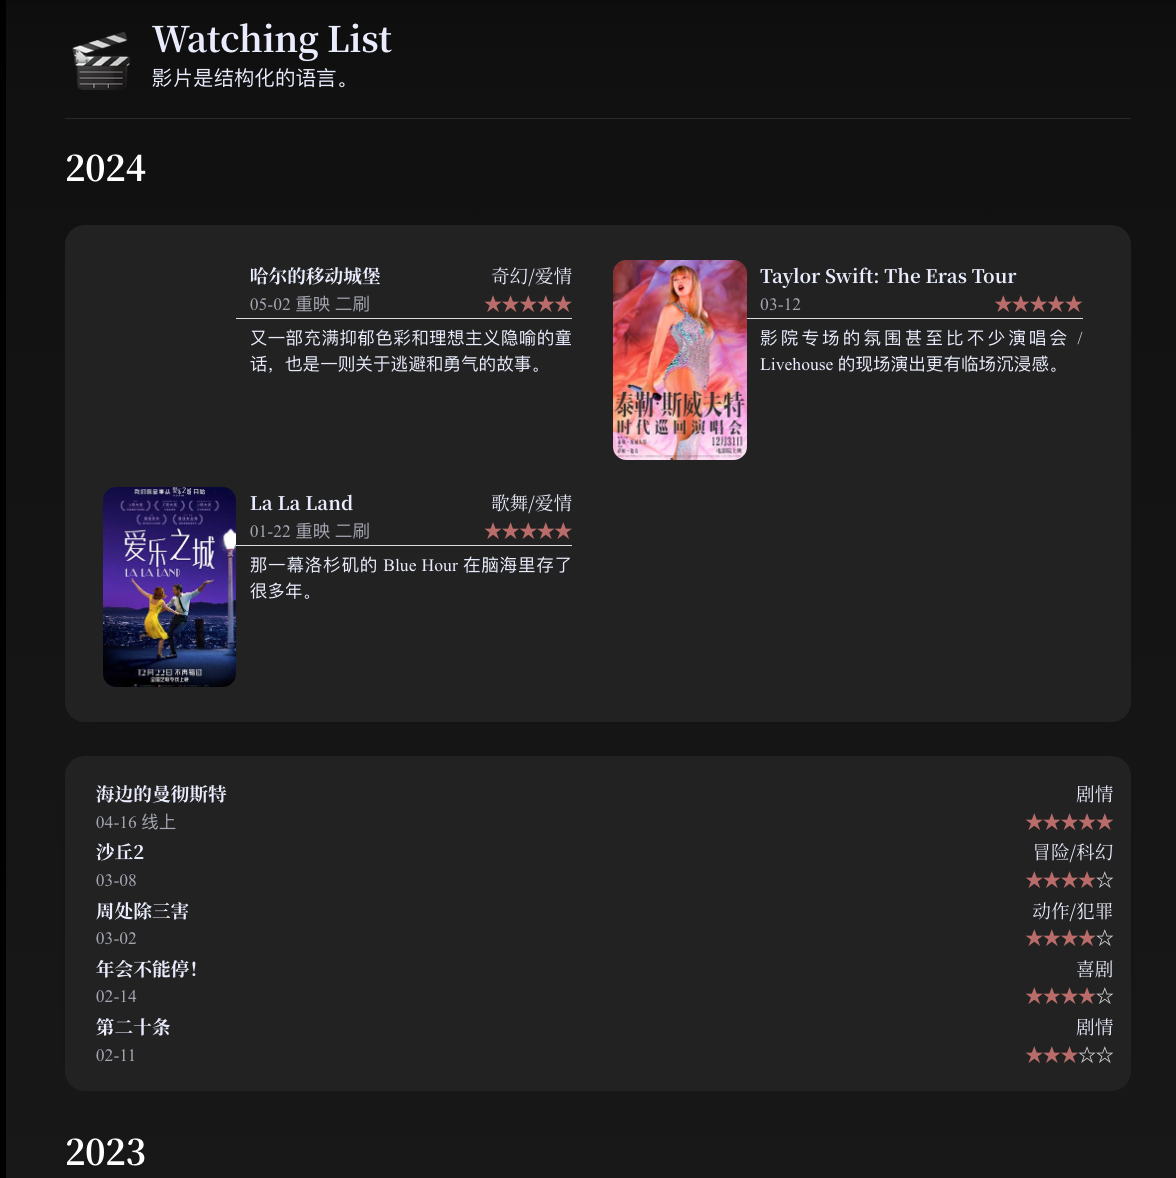 Watching List
影片是结构化的语言。
2024
哈尔的移动城堡 奇幻/爱情
05-02 重映 二刷 ★★★★★
又一部充满抑郁色彩和理想主义隐喻的童
话，也是一则关于逃避和勇气的故事。
Taylor Swift: The Eras Tour
03-12 ★★★★★
影院专场的氛围甚至比不少演唱会 /
Livehouse 的现场演出更有临场沉浸感。
泰勒·斯威夫特
时代巡回演唱会
12月31日
La La Land 歌舞/爱情
01-22 重映 二刷 ★★★★★
那一幕洛杉矶的 Blue Hour 在脑海里存了
很多年。
爱乐之城
LA LA LAND
12月22日 不再错过
海边的曼彻斯特 剧情
04-16 线上 ★★★★★
沙丘2 冒险/科幻
03-08 ★★★★☆
周处除三害 动作/犯罪
03-02 ★★★★☆
年会不能停！ 喜剧
02-14 ★★★★☆
第二十条 剧情
02-11 ★★★☆☆
2023